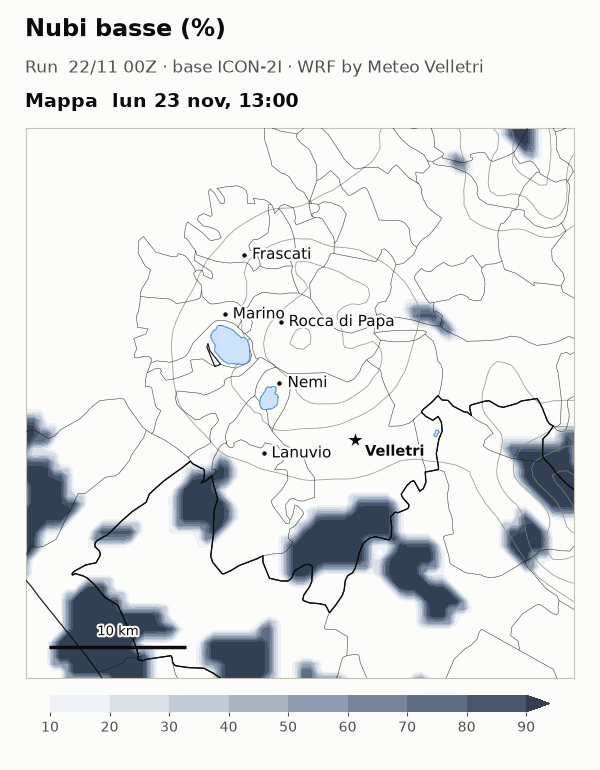 Nubi basse (%)
Run  22/11 00Z · base ICON-2I · WRF by Meteo Velletri
Mappa  lun 23 nov, 13:00
Frascati
Marino
Rocca di Papa
Nemi
Velletri
Lanuvio
10 km
10 20 30 40 50 60 70 80 90